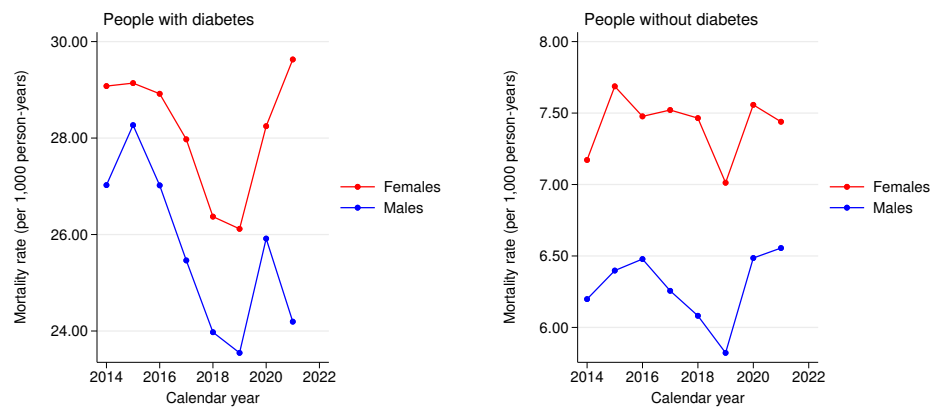 People with diabetes
30.00
28.00
26.00
24.00
Mortality rate (per 1,000 person-years)
2014 2016 2018 2020 2022
Calendar year
Females
Males
People without diabetes
8.00
7.50
7.00
6.50
6.00
Mortality rate (per 1,000 person-years)
2014 2016 2018 2020 2022
Calendar year
Females
Males